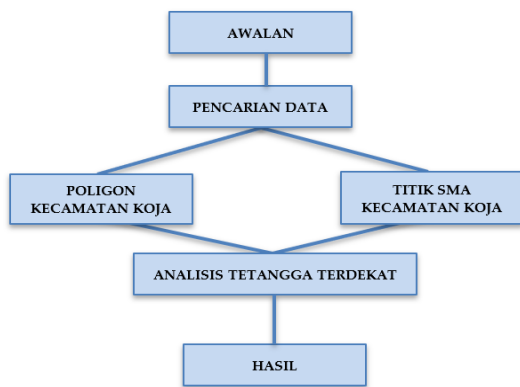 AWALAN
PENCARIAN DATA
POLIGON
KECAMATAN KOJA
TITIK SMA
KECAMATAN KOJA
ANALISIS TETANGGA TERDEKAT
HASIL